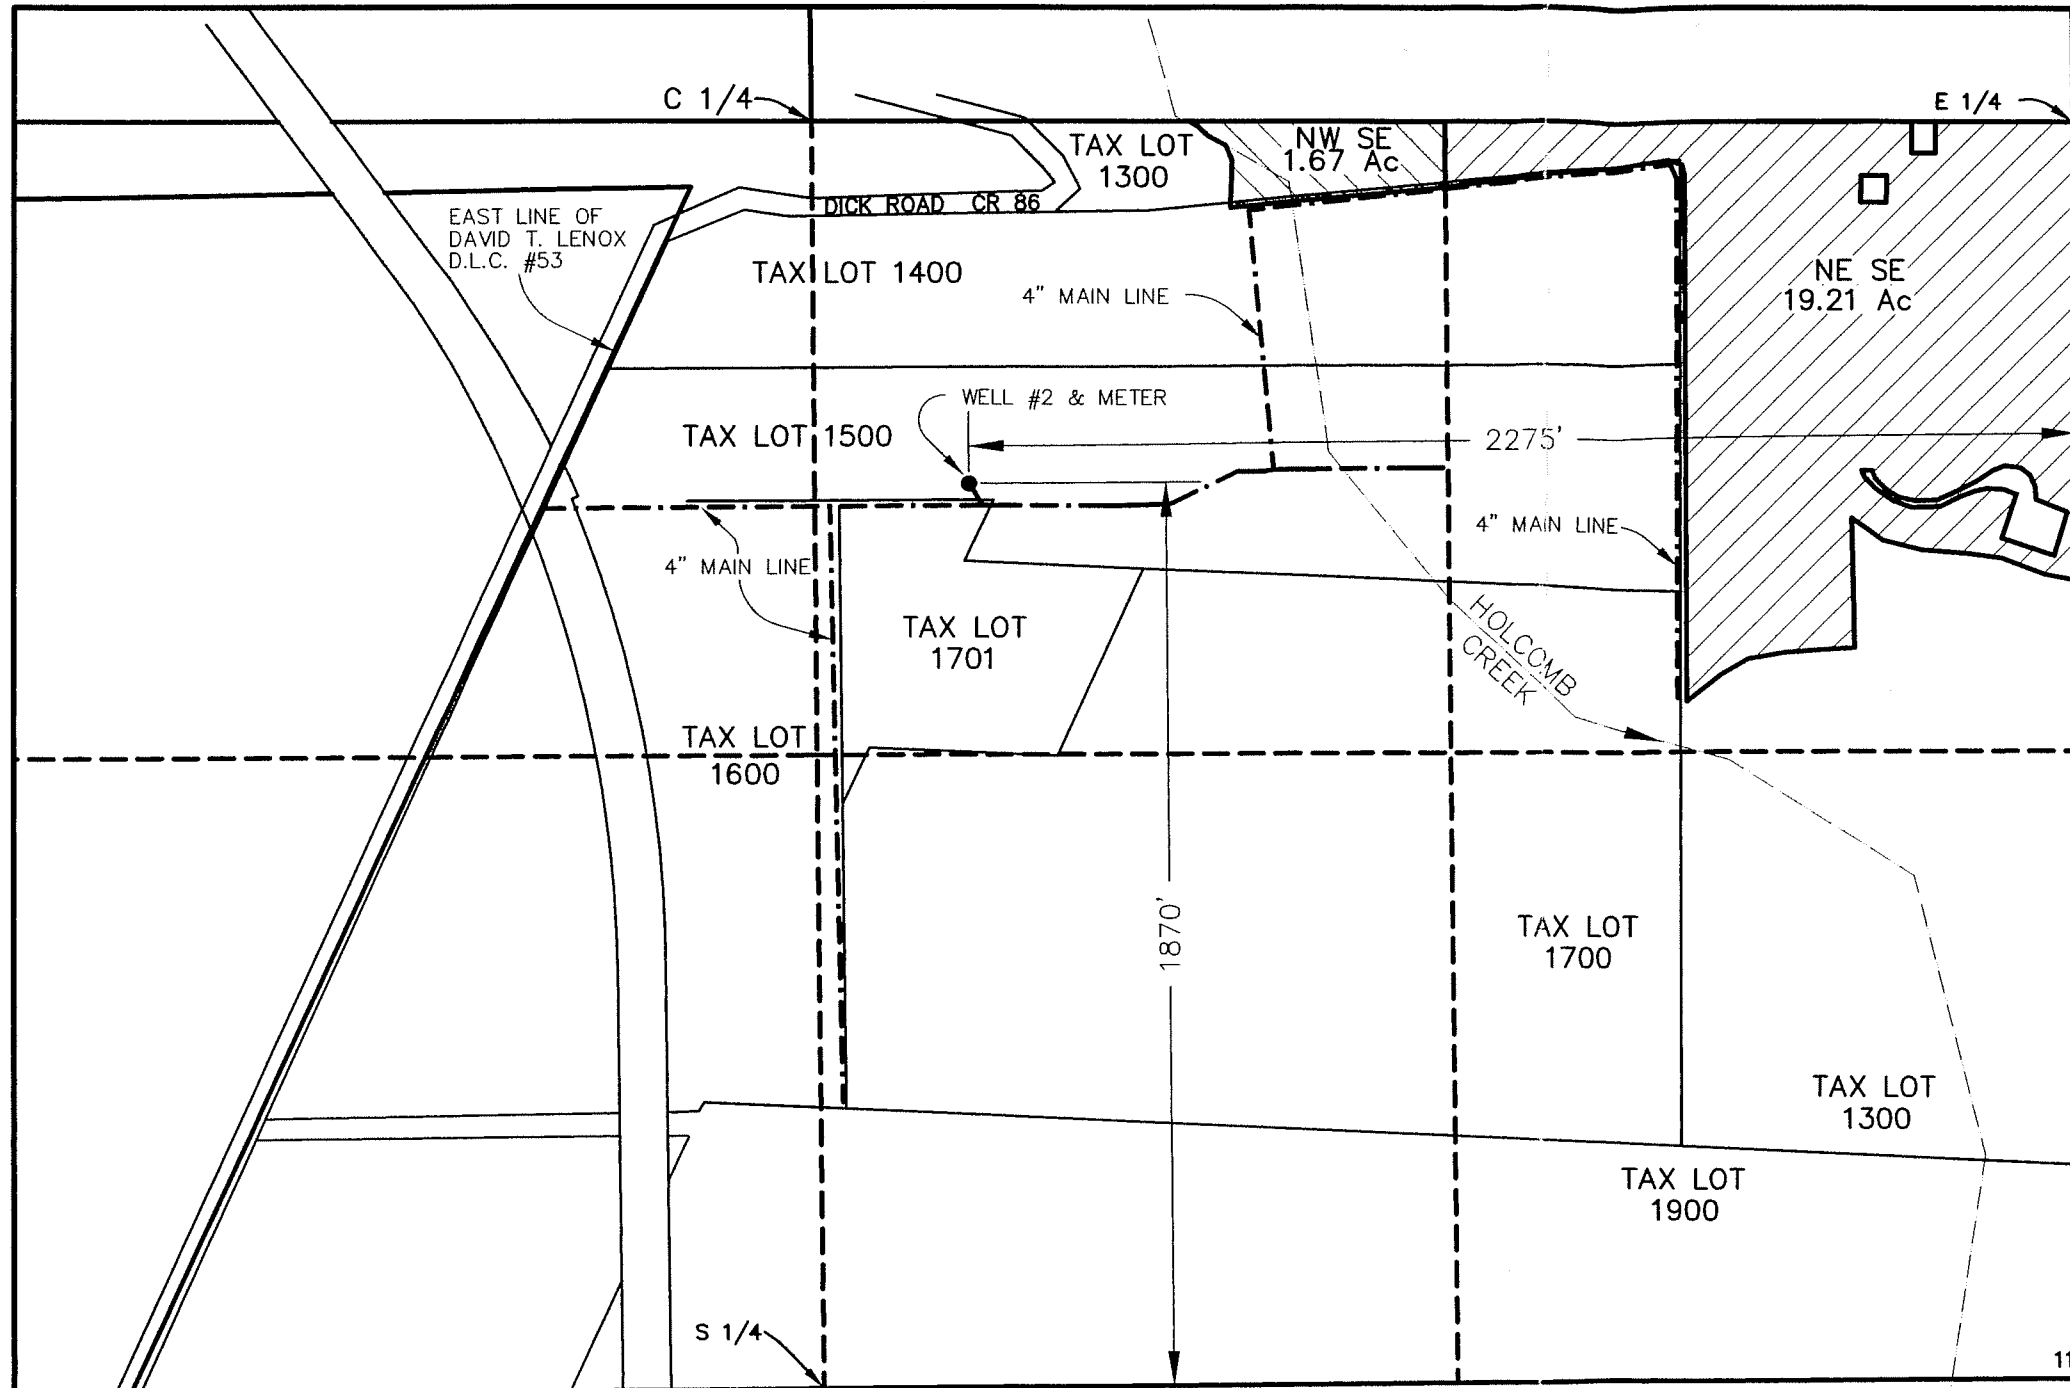 C 1/4
E 1/4
TAX LOT
1300
NW SE
1.67 Ac
DICK ROAD CR 86
EAST LINE OF
DAVID T. LENOX
D.L.C. #53
TAX LOT 1400
4" MAIN LINE
NE SE
19.21 Ac
WELL #2 & METER
TAX LOT 1500
2275'
4" MAIN LINE
4" MAIN LINE
TAX LOT
1701
HOLCOMB
CREEK
TAX LOT
1600
1870'
TAX LOT
1700
TAX LOT
1300
TAX LOT
1900
S 1/4
11